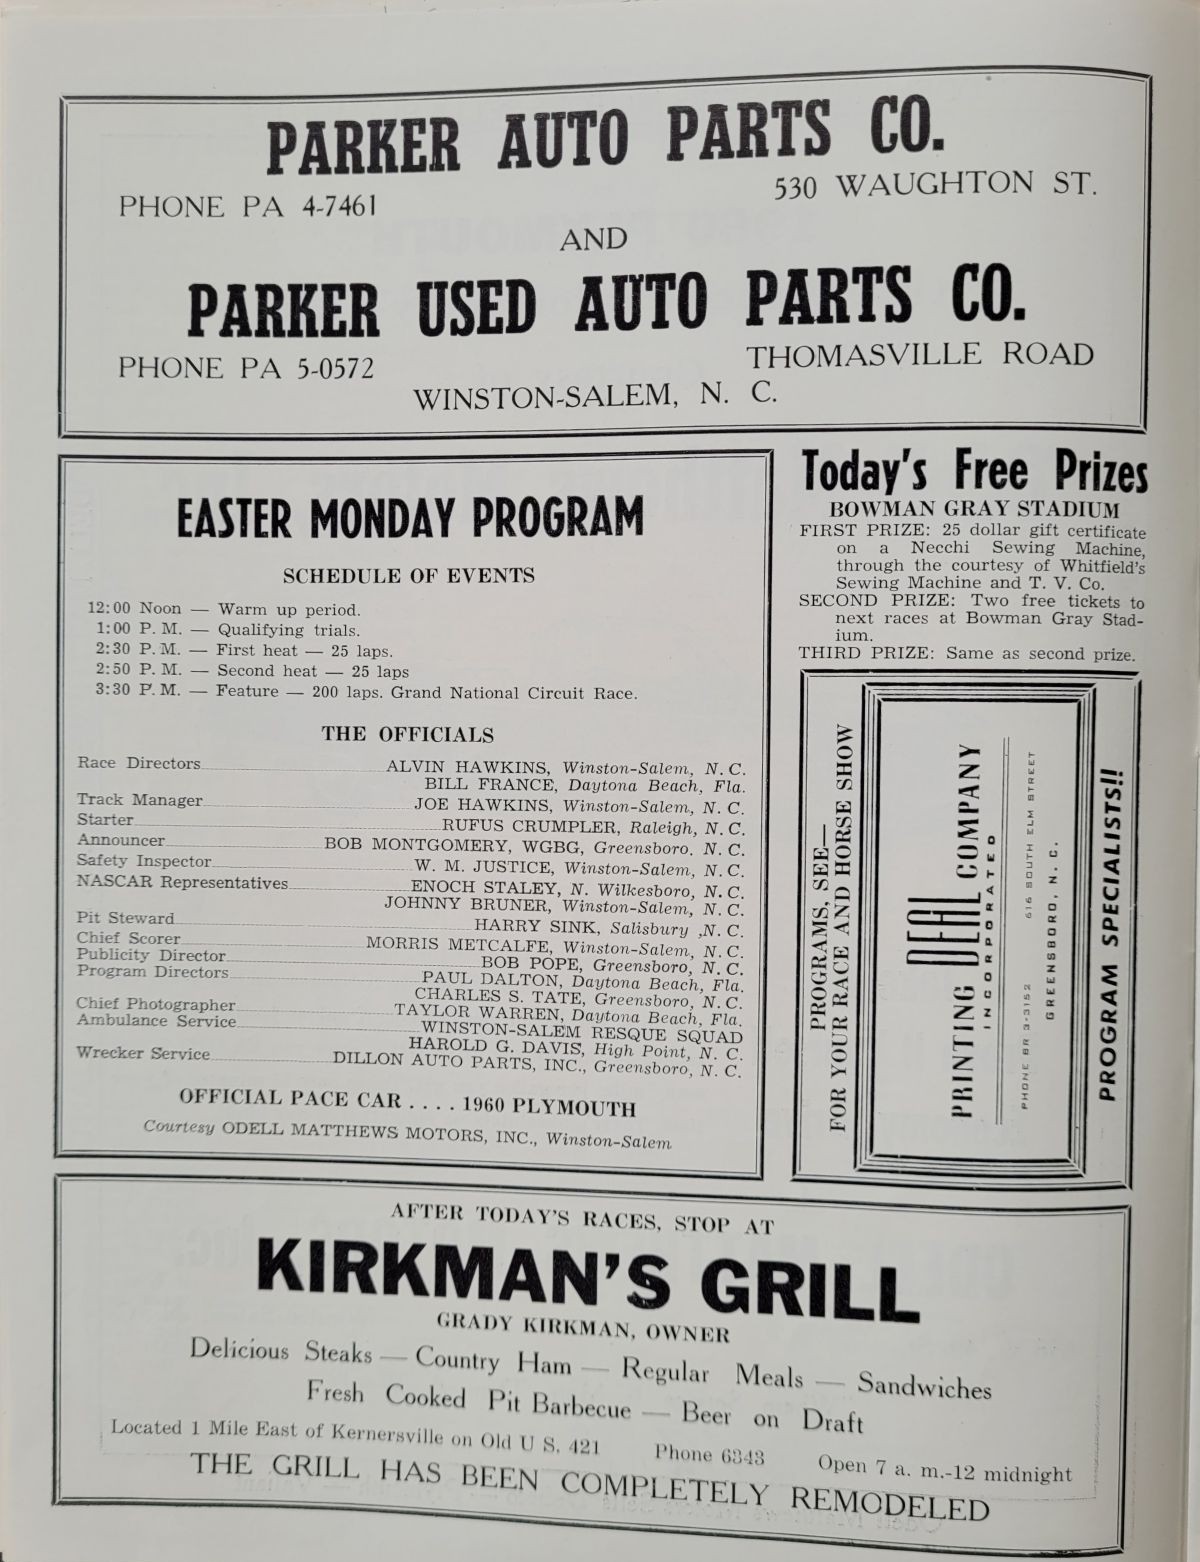 PARKER AUTO PARTS CO.
PHONE PA 4-7461 530 WAUGHTON ST.
AND
PARKER USED AUTO PARTS CO.
PHONE PA 5-0572 THOMASVILLE ROAD
WINSTON-SALEM, N. C.
EASTER MONDAY PROGRAM
SCHEDULE OF EVENTS
12:00 Noon — Warm up period.
1:00 P. M. — Qualifying trials.
2:30 P. M. — First heat — 25 laps.
2:50 P. M. — Second heat — 25 laps
3:30 P. M. — Feature — 200 laps. Grand National Circuit Race.
THE OFFICIALS
Race Directors ALVIN HAWKINS, Winston-Salem, N. C.
BILL FRANCE, Daytona Beach, Fla.
Track Manager JOE HAWKINS, Winston-Salem, N. C.
Starter RUFUS CRUMPLER, Raleigh, N. C.
Announcer BOB MONTGOMERY, WGBG, Greensboro. N. C.
Safety Inspector W. M. JUSTICE, Winston-Salem, N. C.
NASCAR Representatives ENOCH STALEY, N. Wilkesboro, N. C.
JOHNNY BRUNER, Winston-Salem, N. C.
Pit Steward HARRY SINK, Salisbury ,N. C.
Chief Scorer MORRIS METCALFE, Winston-Salem, N. C.
Publicity Director BOB POPE, Greensboro, N. C.
Program Directors PAUL DALTON, Daytona Beach, Fla.
CHARLES S. TATE, Greensboro, N. C.
Chief Photographer TAYLOR WARREN, Daytona Beach, Fla.
Ambulance Service WINSTON-SALEM RESQUE SQUAD
HAROLD G. DAVIS, High Point, N. C.
Wrecker Service DILLON AUTO PARTS, INC., Greensboro, N. C.
OFFICIAL PACE CAR .... 1960 PLYMOUTH
Courtesy ODELL MATTHEWS MOTORS, INC., Winston-Salem
Today's Free Prizes
BOWMAN GRAY STADIUM
FIRST PRIZE: 25 dollar gift certificate
on a Necchi Sewing Machine,
through the courtesy of Whitfield's
Sewing Machine and T. V. Co.
SECOND PRIZE: Two free tickets to
next races at Bowman Gray Stad-
ium.
THIRD PRIZE: Same as second prize.
PROGRAMS, SEE—
FOR YOUR RACE AND HORSE SHOW
PRINTING DEAL COMPANY
INCORPORATED
PHONE BR 3-3152 616 SOUTH ELM STREET
GREENSBORO, N. C.
PROGRAM SPECIALISTS!!
AFTER TODAY'S RACES, STOP AT
KIRKMAN'S GRILL
GRADY KIRKMAN, OWNER
Delicious Steaks — Country Ham — Regular Meals — Sandwiches
Fresh Cooked Pit Barbecue — Beer on Draft
Located 1 Mile East of Kernersville on Old U S. 421 Phone 6343 Open 7 a. m.-12 midnight
THE GRILL HAS BEEN COMPLETELY REMODELED